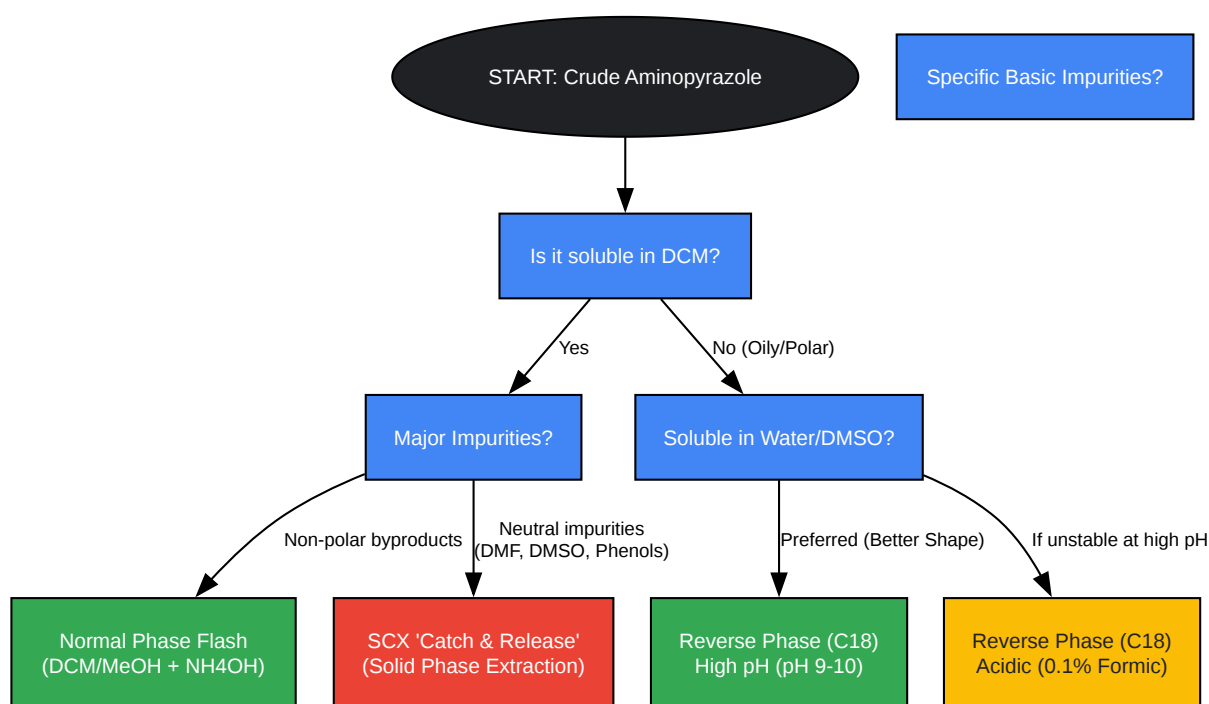 START: Crude Aminopyrazole
Specific Basic Impurities?
Is it soluble in DCM?
Yes
No (Oily/Polar)
Major Impurities?
Soluble in Water/DMSO?
Non-polar byproducts
Neutral impurities
(DMF, DMSO, Phenols)
Preferred (Better Shape)
If unstable at high pH
Normal Phase Flash
(DCM/MeOH + NH4OH)
SCX 'Catch & Release'
(Solid Phase Extraction)
Reverse Phase (C18)
High pH (pH 9-10)
Reverse Phase (C18)
Acidic (0.1% Formic)